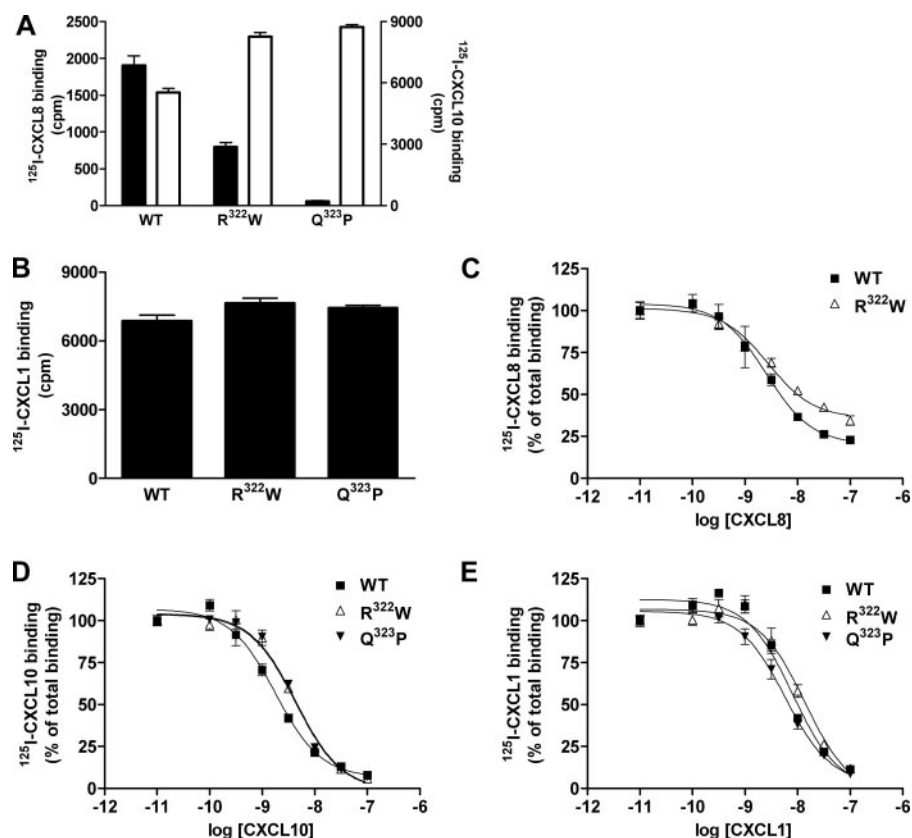 A
¹²⁵I-CXCL8 binding
(cpm)
2500
2000
1500
1000
500
0
9000
6000
3000
0
¹²⁵I-CXCL10 binding
(cpm)
WT
R³²²W
Q³²³P
B
¹²⁵I-CXCL1 binding
(cpm)
9000
6000
3000
0
WT
R³²²W
Q³²³P
C
¹²⁵I-CXCL8 binding
(% of total binding)
125
100
75
50
25
0
WT
R³²²W
-12 -11 -10 -9 -8 -7 -6
log [CXCL8]
D
¹²⁵I-CXCL10 binding
(% of total binding)
125
100
75
50
25
0
WT
R³²²W
Q³²³P
-12 -11 -10 -9 -8 -7 -6
log [CXCL10]
E
¹²⁵I-CXCL1 binding
(% of total binding)
125
100
75
50
25
0
WT
R³²²W
Q³²³P
-12 -11 -10 -9 -8 -7 -6
log [CXCL1]